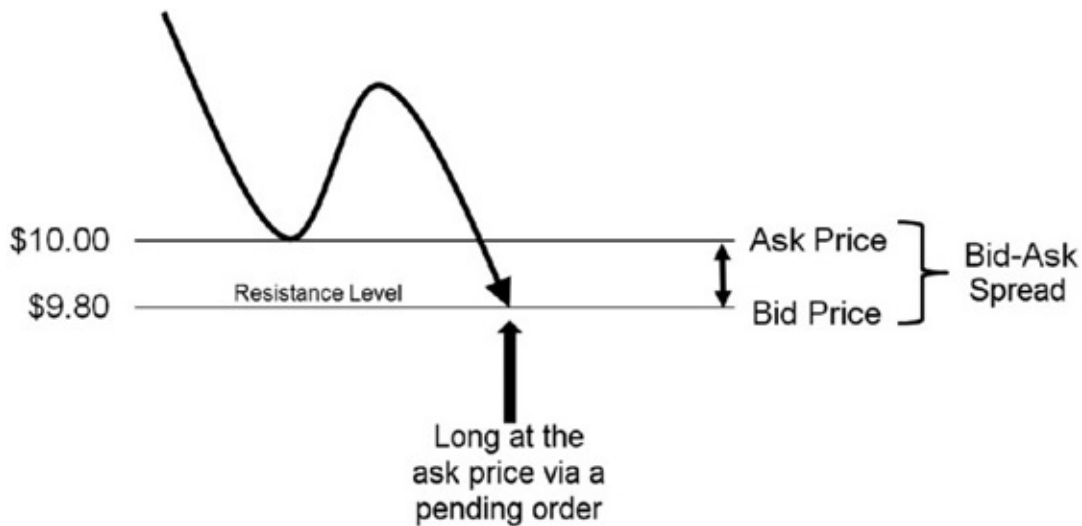 $10.00
Ask Price
Bid-Ask
Spread
Resistance Level
$9.80
Bid Price
Long at the
ask price via a
pending order